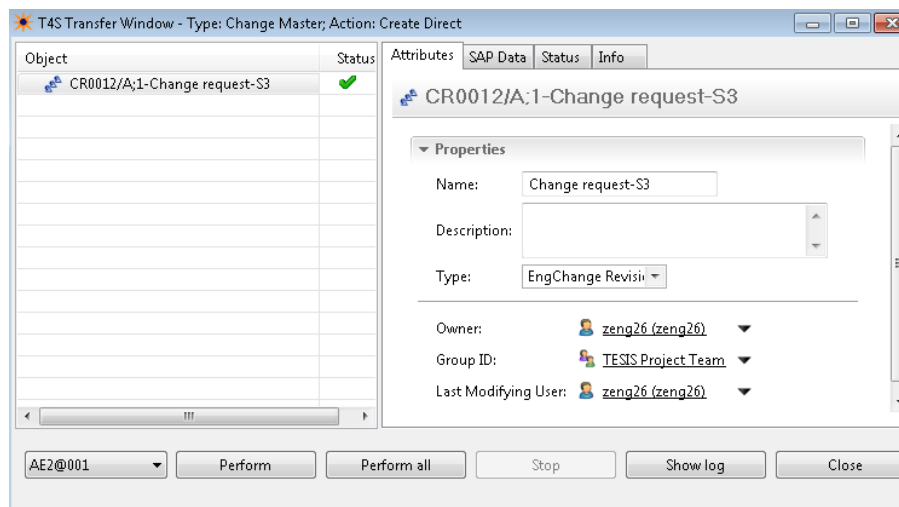 T4S Transfer Window - Type: Change Master; Action: Create Direct
Object Status
CR0012/A;1-Change request-S3
Attributes SAP Data Status Info
CR0012/A;1-Change request-S3
Properties
Name: Change request-S3
Description:
Type: EngChange Revisi
Owner: zeng26 (zeng26)
Group ID: TESIS Project Team
Last Modifying User: zeng26 (zeng26)
AE2@001 Perform Perform all Stop Show log Close